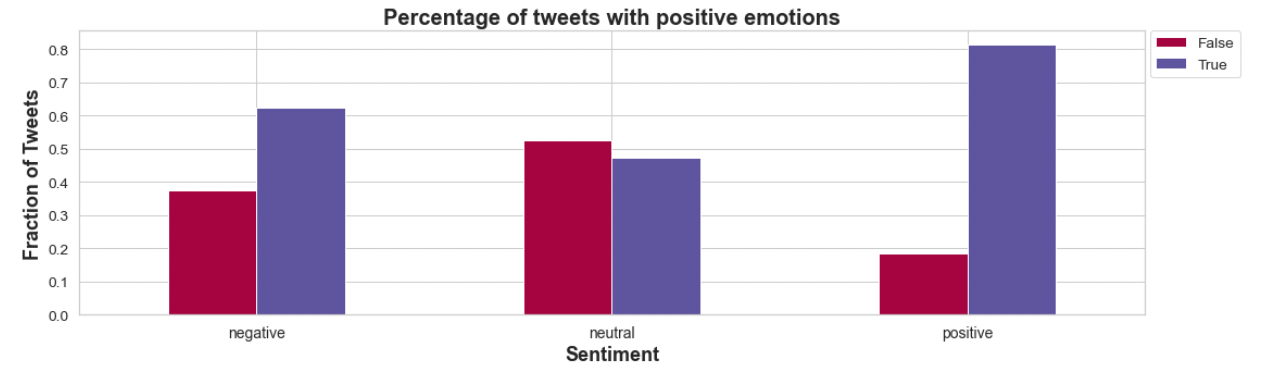 Percentage of tweets with positive emotions
False
True
Fraction of Tweets
0.8
0.7
0.6
0.5
0.4
0.3
0.2
0.1
0.0
negative neutral positive
Sentiment